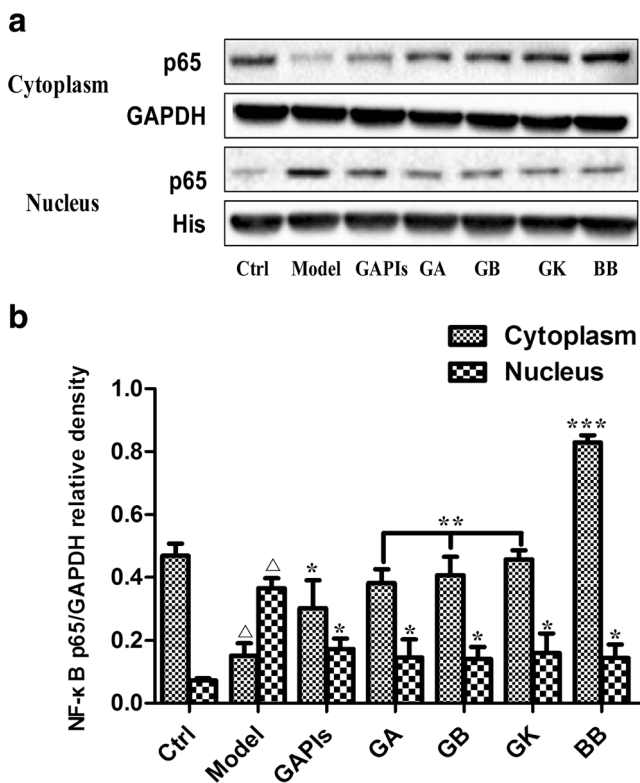 a
Cytoplasm
p65
GAPDH
Nucleus
p65
His
Ctrl Model GAPIs GA GB GK BB
b
Cytoplasm
Nucleus
NF-κ B p65/GAPDH relative density
1.0
0.8
0.6
0.4
0.2
0.0
△
△
*
*
**
*
*
*
***
*
Ctrl Model GAPIs GA GB GK BB